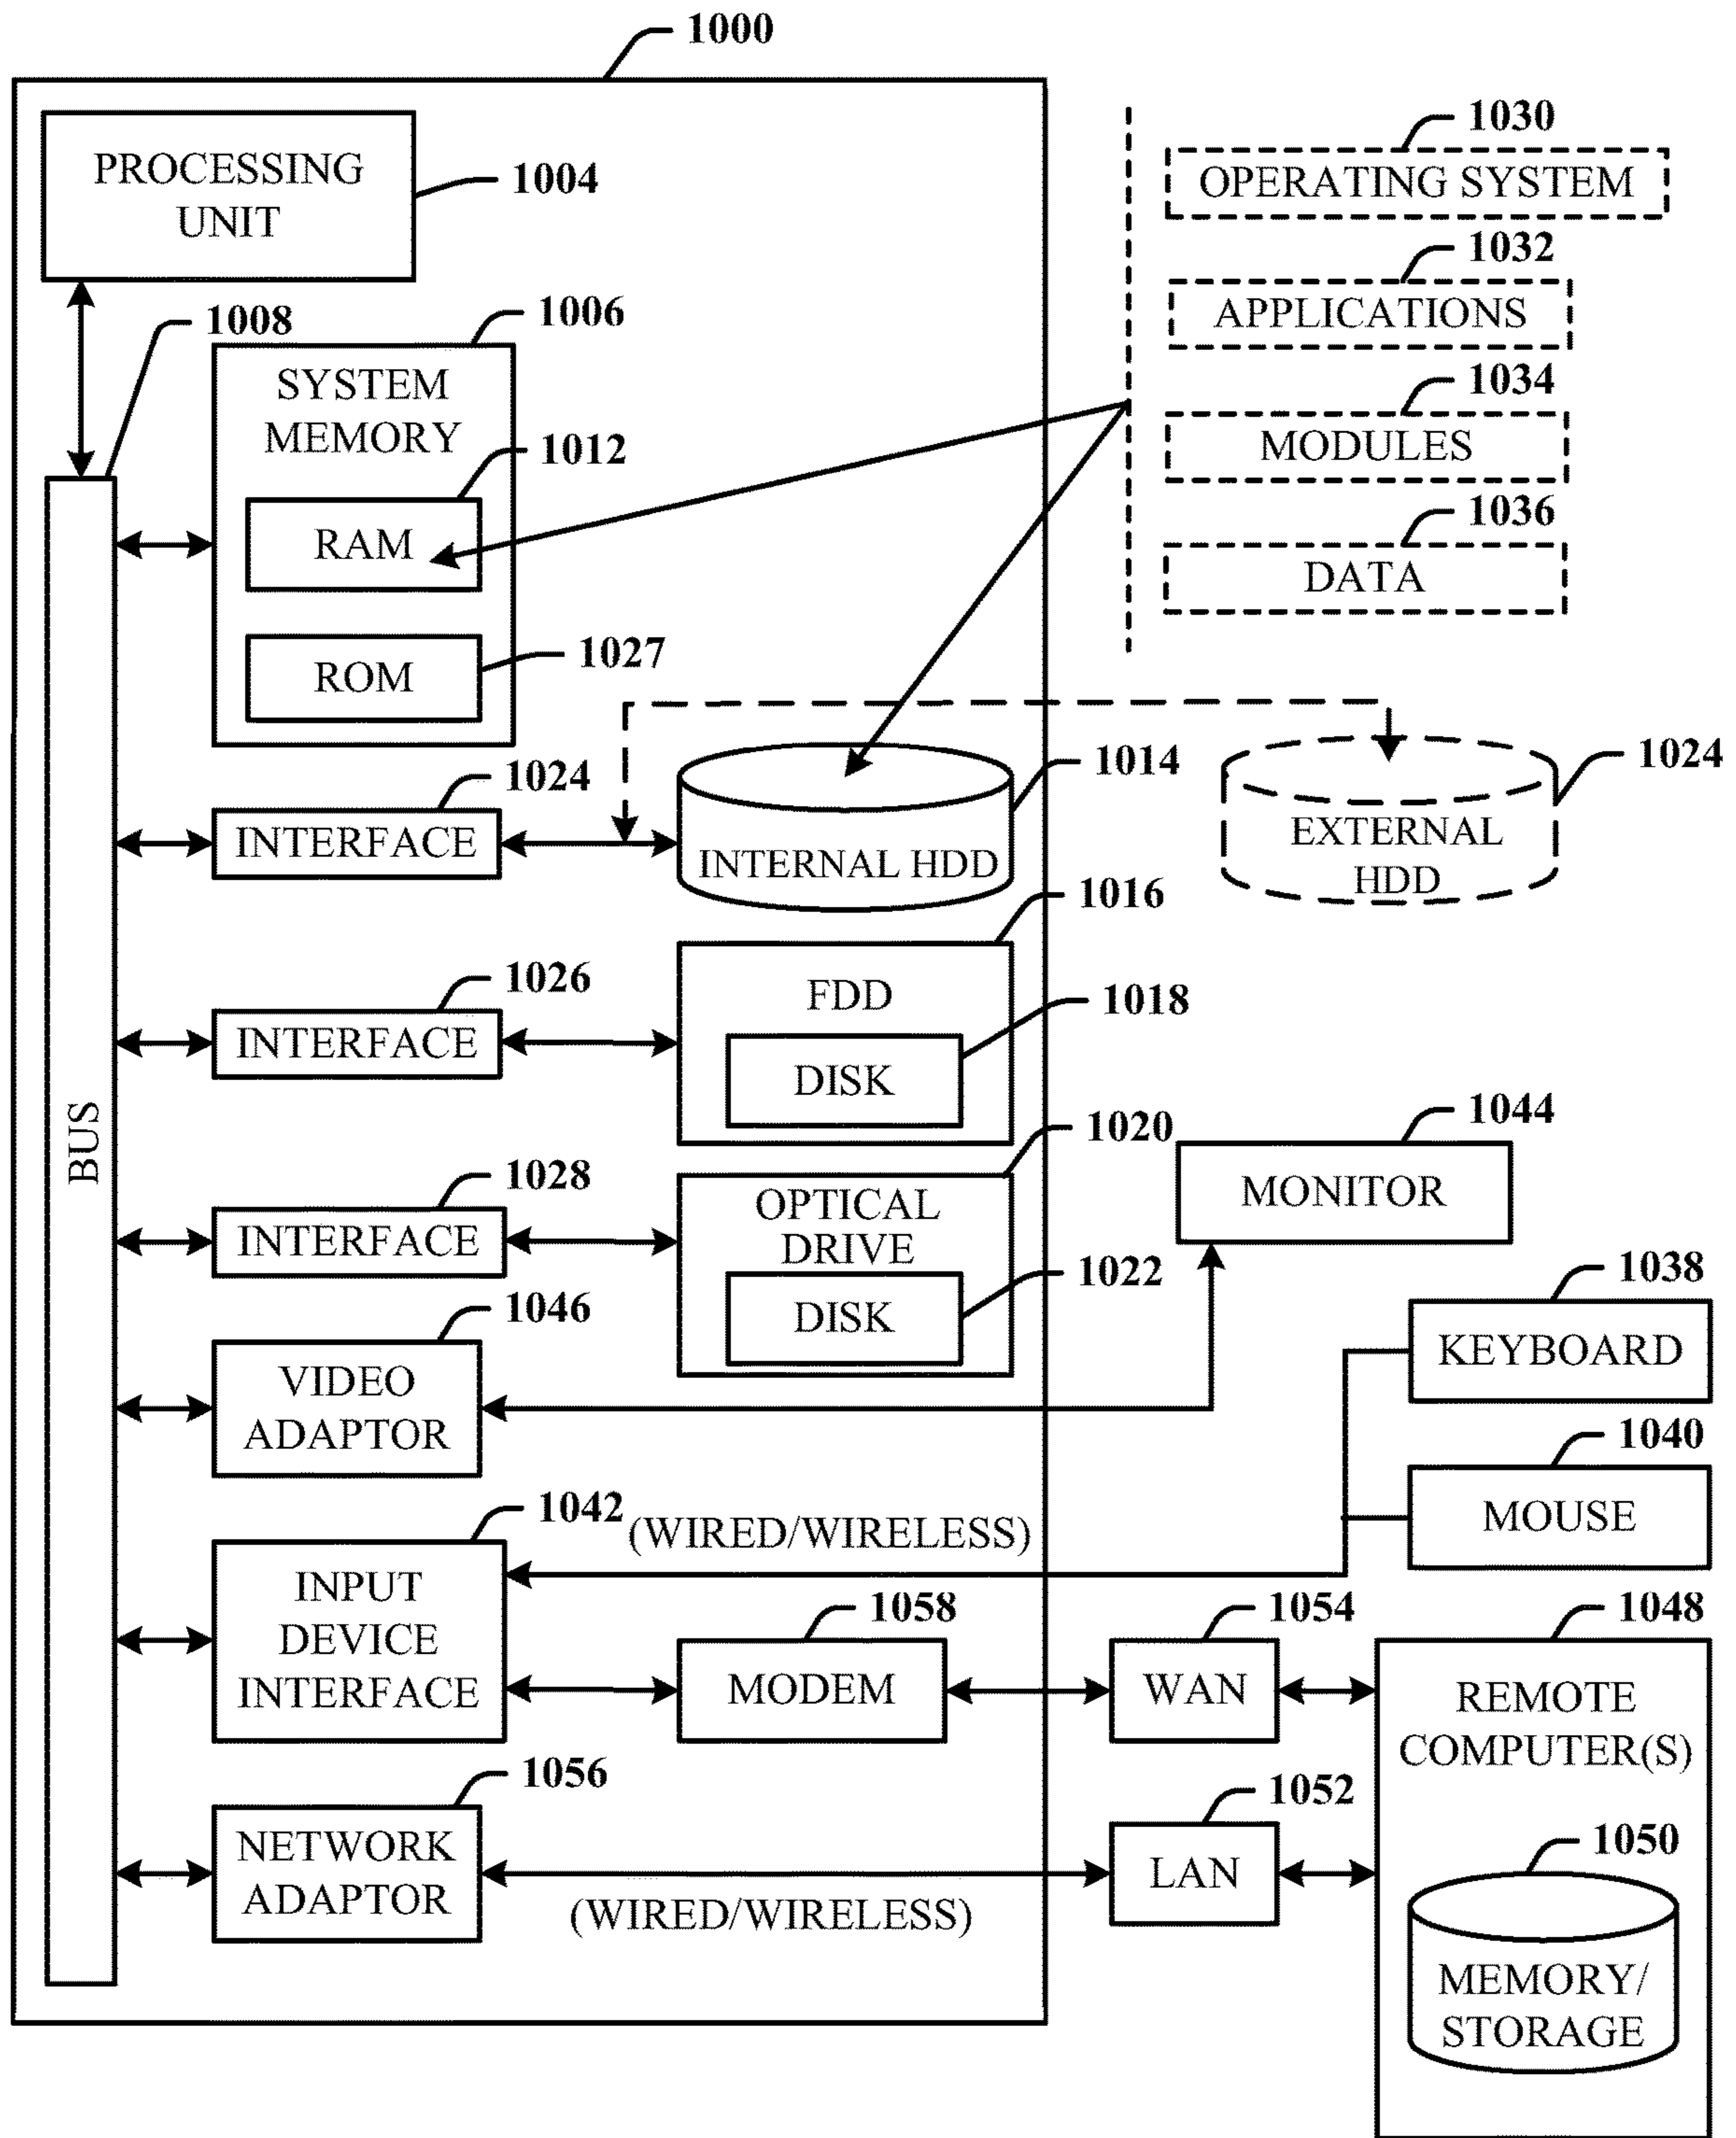 1000
PROCESSING
UNIT
1004
1030
OPERATING SYSTEM
1032
APPLICATIONS
1034
MODULES
1036
DATA
1008
1006
SYSTEM
MEMORY
1012
RAM
ROM
1027
BUS
1024
INTERFACE
1014
INTERNAL HDD
1024
EXTERNAL
HDD
1026
INTERFACE
1016
FDD
1018
DISK
1028
INTERFACE
1020
OPTICAL
DRIVE
1022
DISK
1044
MONITOR
1046
VIDEO
ADAPTOR
1038
KEYBOARD
1040
MOUSE
1042
(WIRED/WIRELESS)
INPUT
DEVICE
INTERFACE
1058
MODEM
1054
WAN
1048
REMOTE
COMPUTER(S)
1056
NETWORK
ADAPTOR
(WIRED/WIRELESS)
1052
LAN
1050
MEMORY/
STORAGE